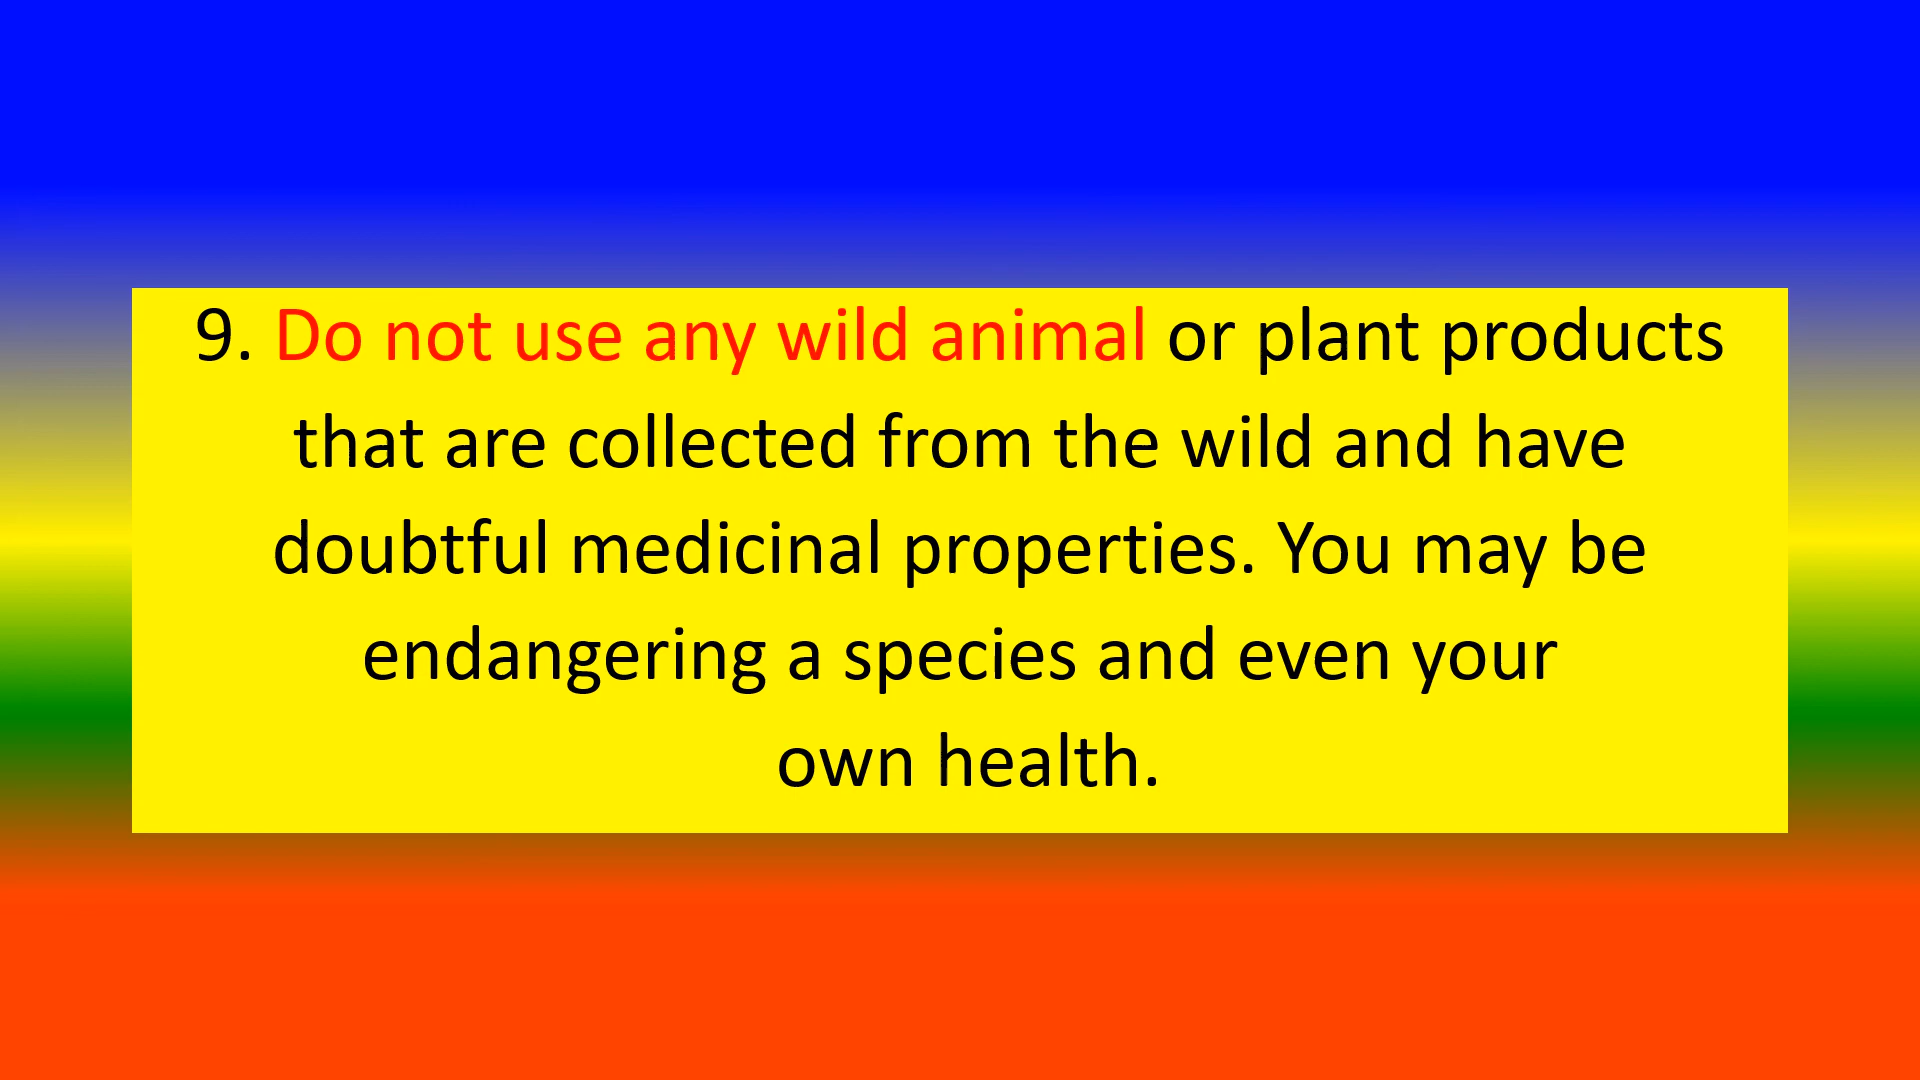 9. Do not use any wild animal or plant products
that are collected from the wild and have
doubtful medicinal properties. You may be
endangering a species and even your
own health.